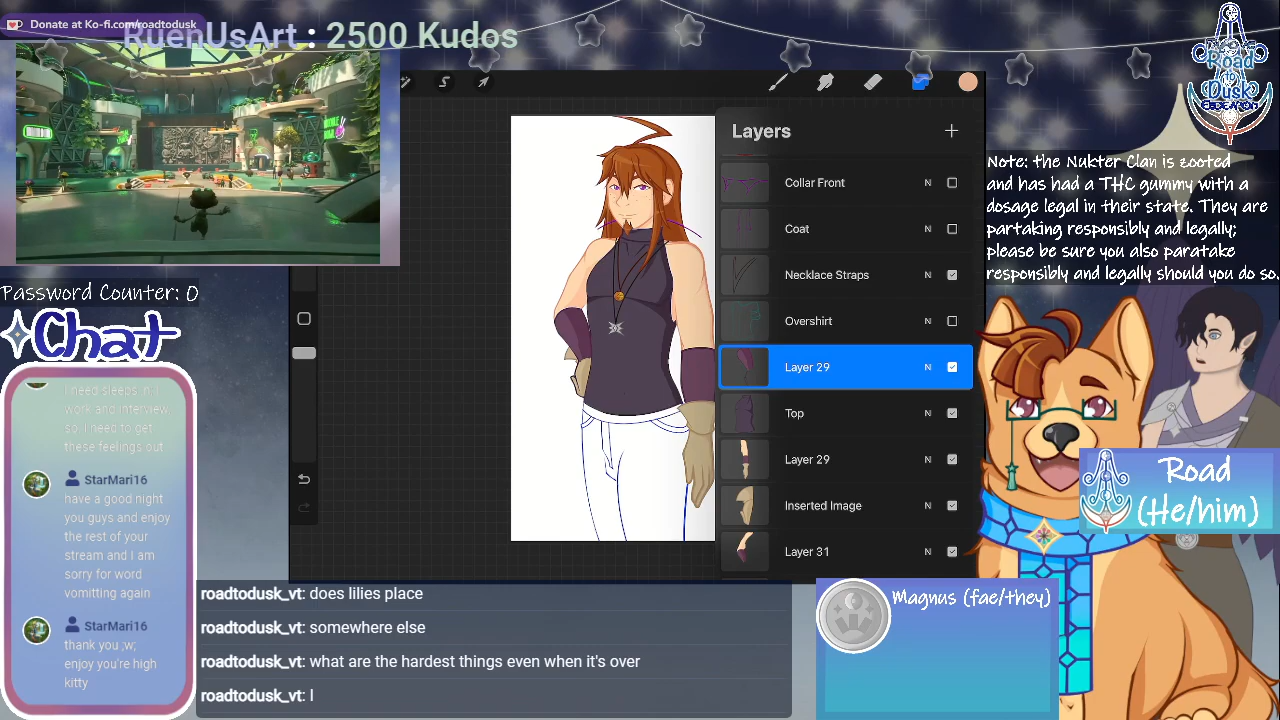 Donate at Ko-fi.com/roadtodusk
RuenUsArt : 2500 Kudos
Road
to
Dusk
Layers
Collar Front N
Coat N
Necklace Straps N
Overshirt N
Layer 29 N
Top N
Layer 29 N
Inserted Image N
Layer 31 N
Note: the Nukter Clan is zooted
and has had a THC gummy with a
dosage legal in their state. They are
partaking responsibly and legally;
please be sure you also paratake
responsibly and legally should you do so.
Password Counter: 0
Chat
I need sleeps ;n; I
work and interview
so. I need to get
these feelings out
StarMari16
have a good night
you guys and enjoy
the rest of your
stream and I am
sorry for word
vomitting again
StarMari16
thank you ;w;
enjoy you're high
kitty
roadtodusk_vt: does lilies place
roadtodusk_vt: somewhere else
roadtodusk_vt: what are the hardest things even when it's over
roadtodusk_vt: I
Road
(He/him)
Magnus (fae/they)